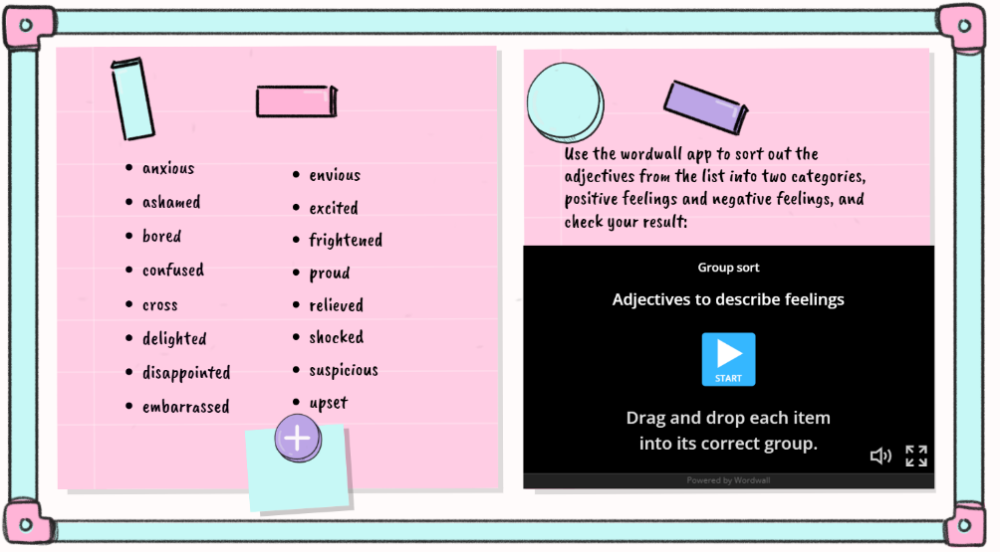 anxious
ashamed
bored
confused
cross
delighted
disappointed
embarrassed
envious
excited
frightened
proud
relieved
shocked
suspicious
upset
Use the wordwall app to sort out the
adjectives from the list into two categories,
positive feelings and negative feelings, and
check your result:
Group sort
Adjectives to describe feelings
START
Drag and drop each item
into its correct group.
Powered by Wordwall